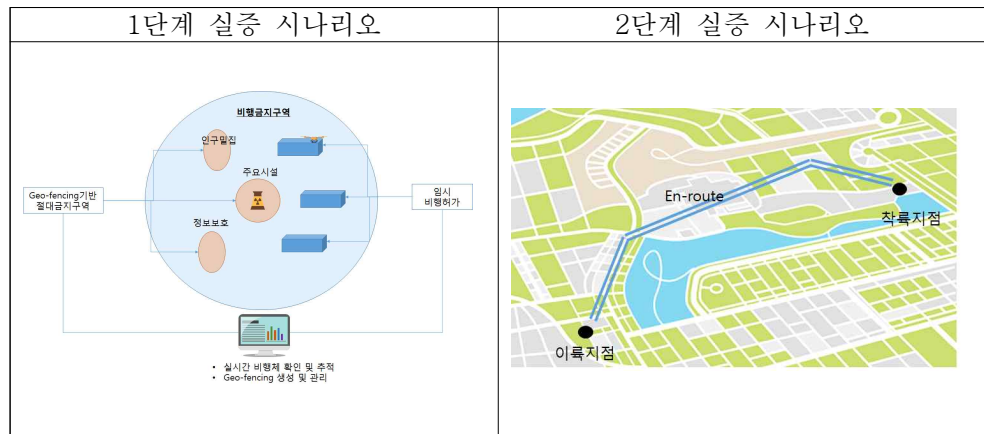 1단계 실증 시나리오
비행금지구역
인구밀집
주요시설
Geo-fencing기반
절대금지구역
임시
비행허가
정보보호
• 실시간 비행체 확인 및 추적
• Geo-fencing 생성 및 관리
2단계 실증 시나리오
En-route
착륙지점
이륙지점